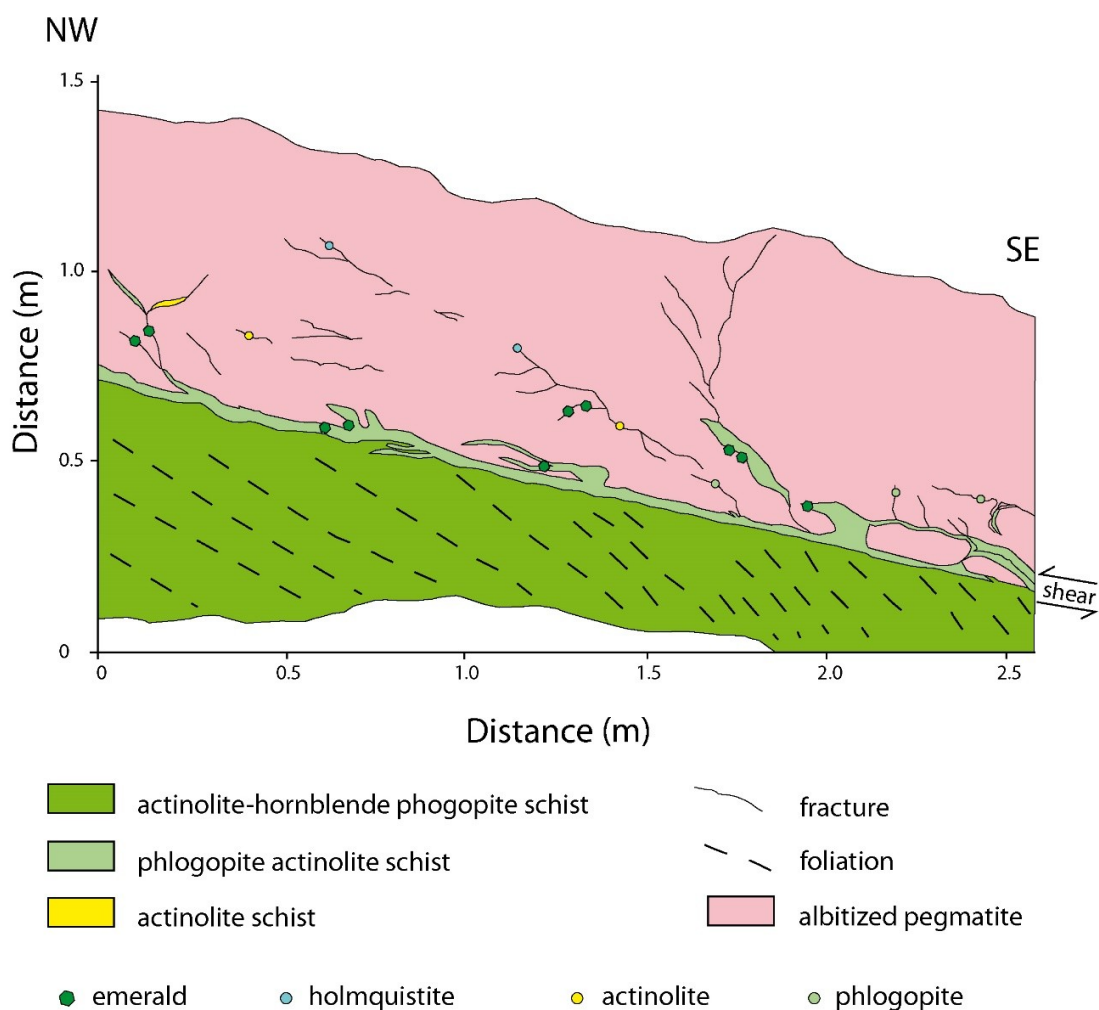 NW
1.5
1.0
SE
Distance (m)
0.5
shear
0
0
0.5
1.0
1.5
2.0
2.5
Distance (m)
actinolite-hornblende phogopite schist
fracture
phlogopite actinolite schist
foliation
actinolite schist
albitized pegmatite
emerald
holmquistite
actinolite
phlogopite